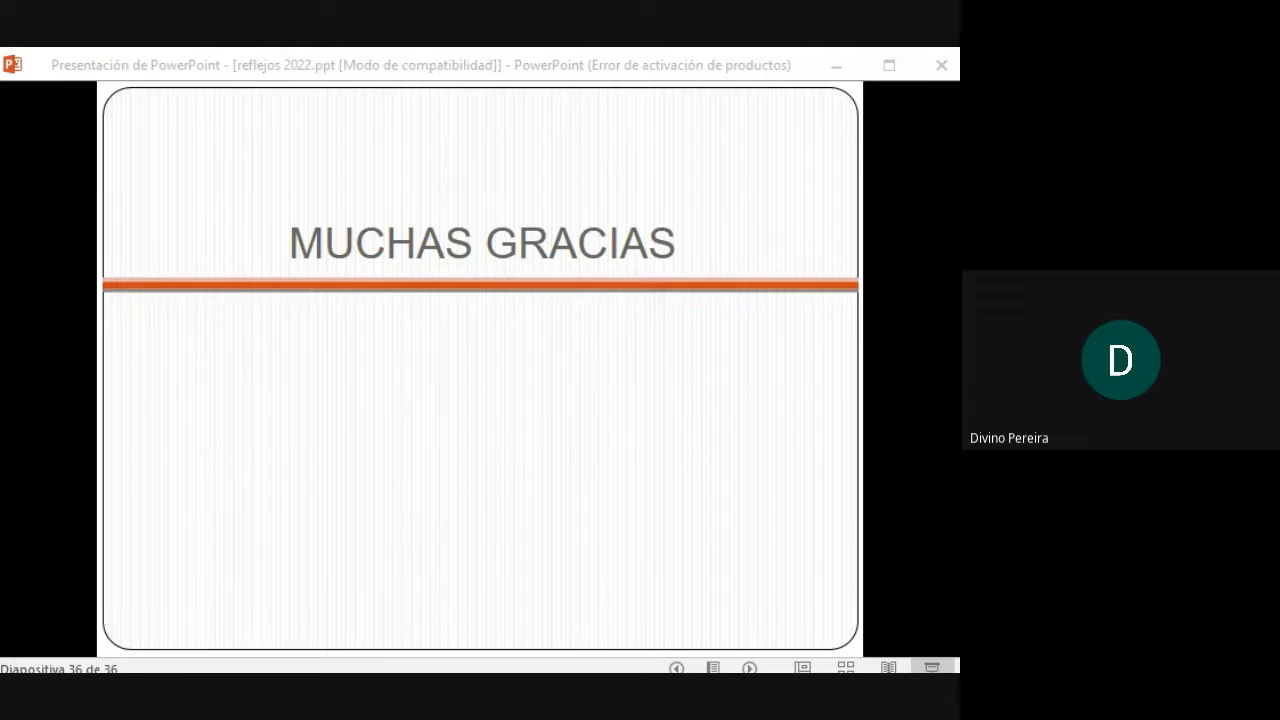 Presentación de PowerPoint - [reflejos 2022.ppt [Modo de compatibilidad]] - PowerPoint (Error de activación de productos)
MUCHAS GRACIAS
D
Divino Pereira
Diapositiva 36 de 36